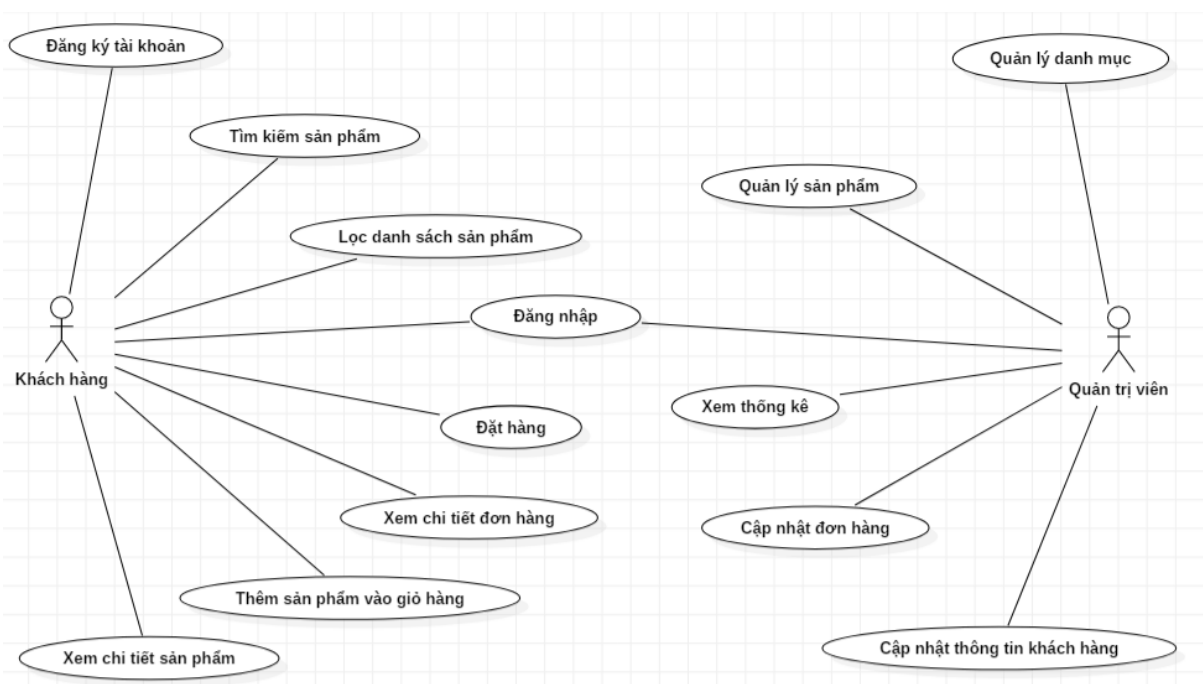 Đăng ký tài khoản
Quản lý danh mục
Tìm kiếm sản phẩm
Quản lý sản phẩm
Lọc danh sách sản phẩm
Đăng nhập
Khách hàng
Quản trị viên
Xem thống kê
Đặt hàng
Xem chi tiết đơn hàng
Cập nhật đơn hàng
Thêm sản phẩm vào giỏ hàng
Cập nhật thông tin khách hàng
Xem chi tiết sản phẩm